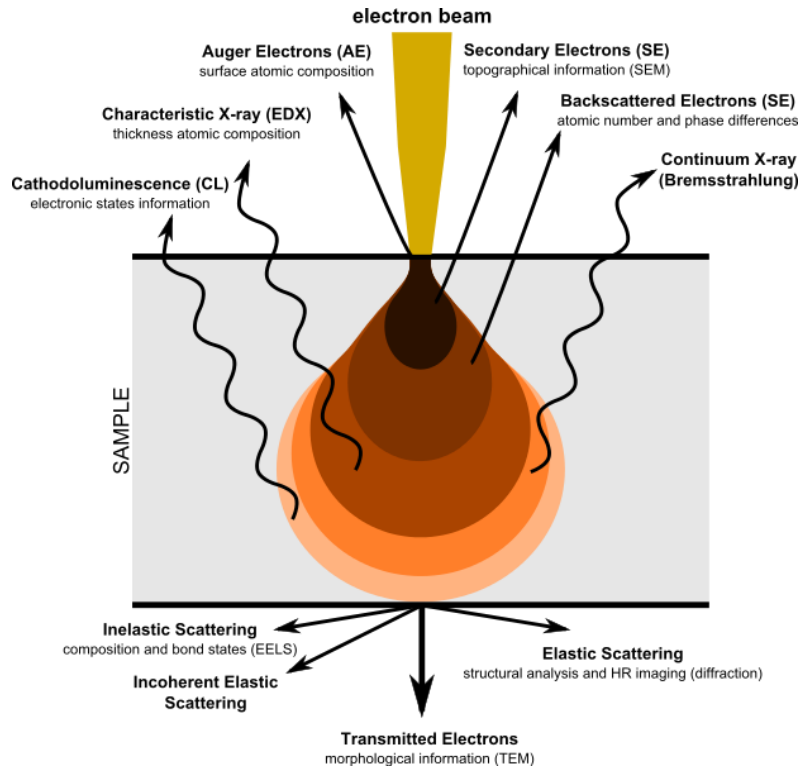 electron beam
Auger Electrons (AE)
surface atomic composition
Secondary Electrons (SE)
topographical information (SEM)
Characteristic X-ray (EDX)
thickness atomic composition
Backscattered Electrons (SE)
atomic number and phase differences
Cathodoluminescence (CL)
electronic states information
Continuum X-ray
(Bremsstrahlung)
SAMPLE
Inelastic Scattering
composition and bond states (EELS)
Incoherent Elastic
Scattering
Elastic Scattering
structural analysis and HR imaging (diffraction)
Transmitted Electrons
morphological information (TEM)